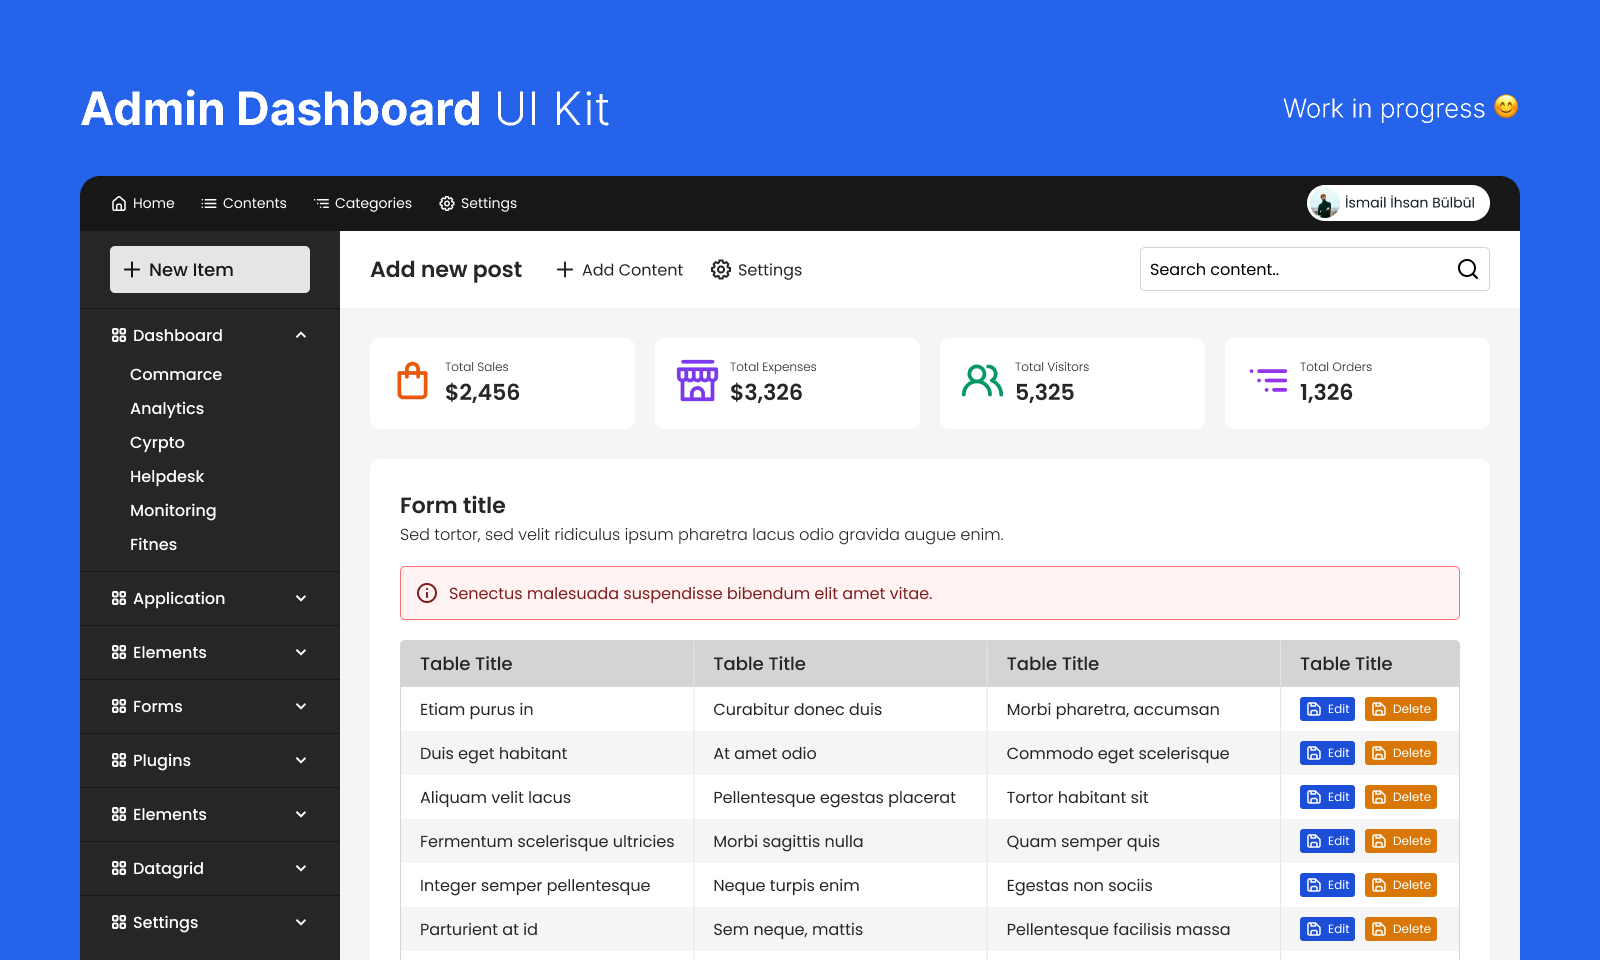 Admin Dashboard UI Kit
Work in progress 😊
Home Contents Categories Settings
İsmail İhsan Bülbül
New Item
Add new post
Add Content
Settings
Search content..
Dashboard
Commarce
Analytics
Cyrpto
Helpdesk
Monitoring
Fitnes
Application
Elements
Forms
Plugins
Elements
Datagrid
Settings
Total Sales
$2,456
Total Expenses
$3,326
Total Visitors
5,325
Total Orders
1,326
Form title
Sed tortor, sed velit ridiculus ipsum pharetra lacus odio gravida augue enim.
Senectus malesuada suspendisse bibendum elit amet vitae.
Table Title Table Title Table Title Table Title
Etiam purus in Curabitur donec duis Morbi pharetra, accumsan Edit Delete
Duis eget habitant At amet odio Commodo eget scelerisque Edit Delete
Aliquam velit lacus Pellentesque egestas placerat Tortor habitant sit Edit Delete
Fermentum scelerisque ultricies Morbi sagittis nulla Quam semper quis Edit Delete
Integer semper pellentesque Neque turpis enim Egestas non sociis Edit Delete
Parturient at id Sem neque, mattis Pellentesque facilisis massa Edit Delete